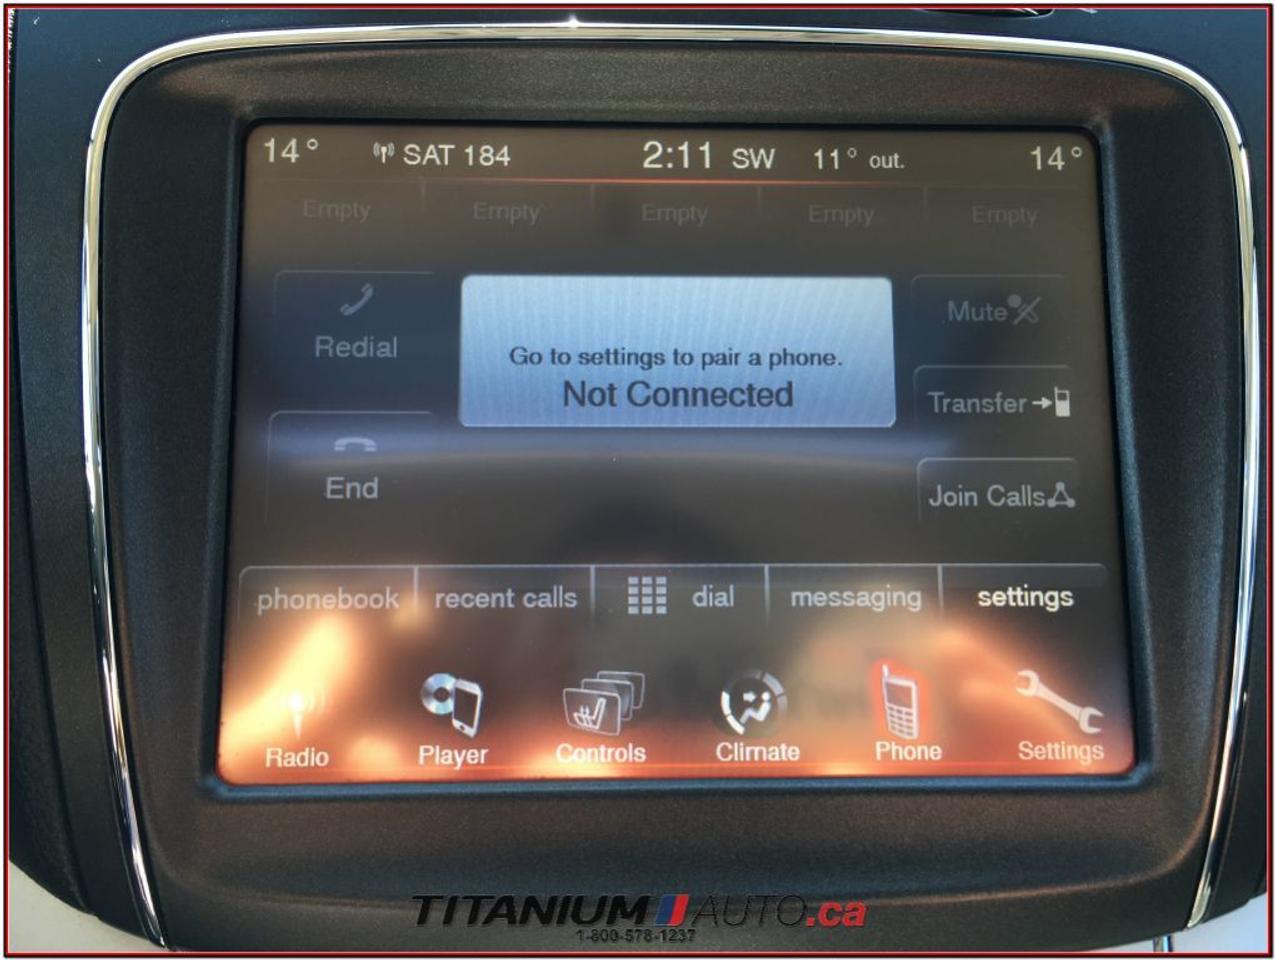 14° SAT 184 2:11 SW 11° out. 14°
Empty Empty Empty Empty Empty
Redial
Go to settings to pair a phone.
Not Connected
Mute
Transfer
End
Join Calls
phonebook recent calls dial messaging settings
Radio Player Controls Climate Phone Settings
TITANIUM AUTO.ca
1-800-578-1237